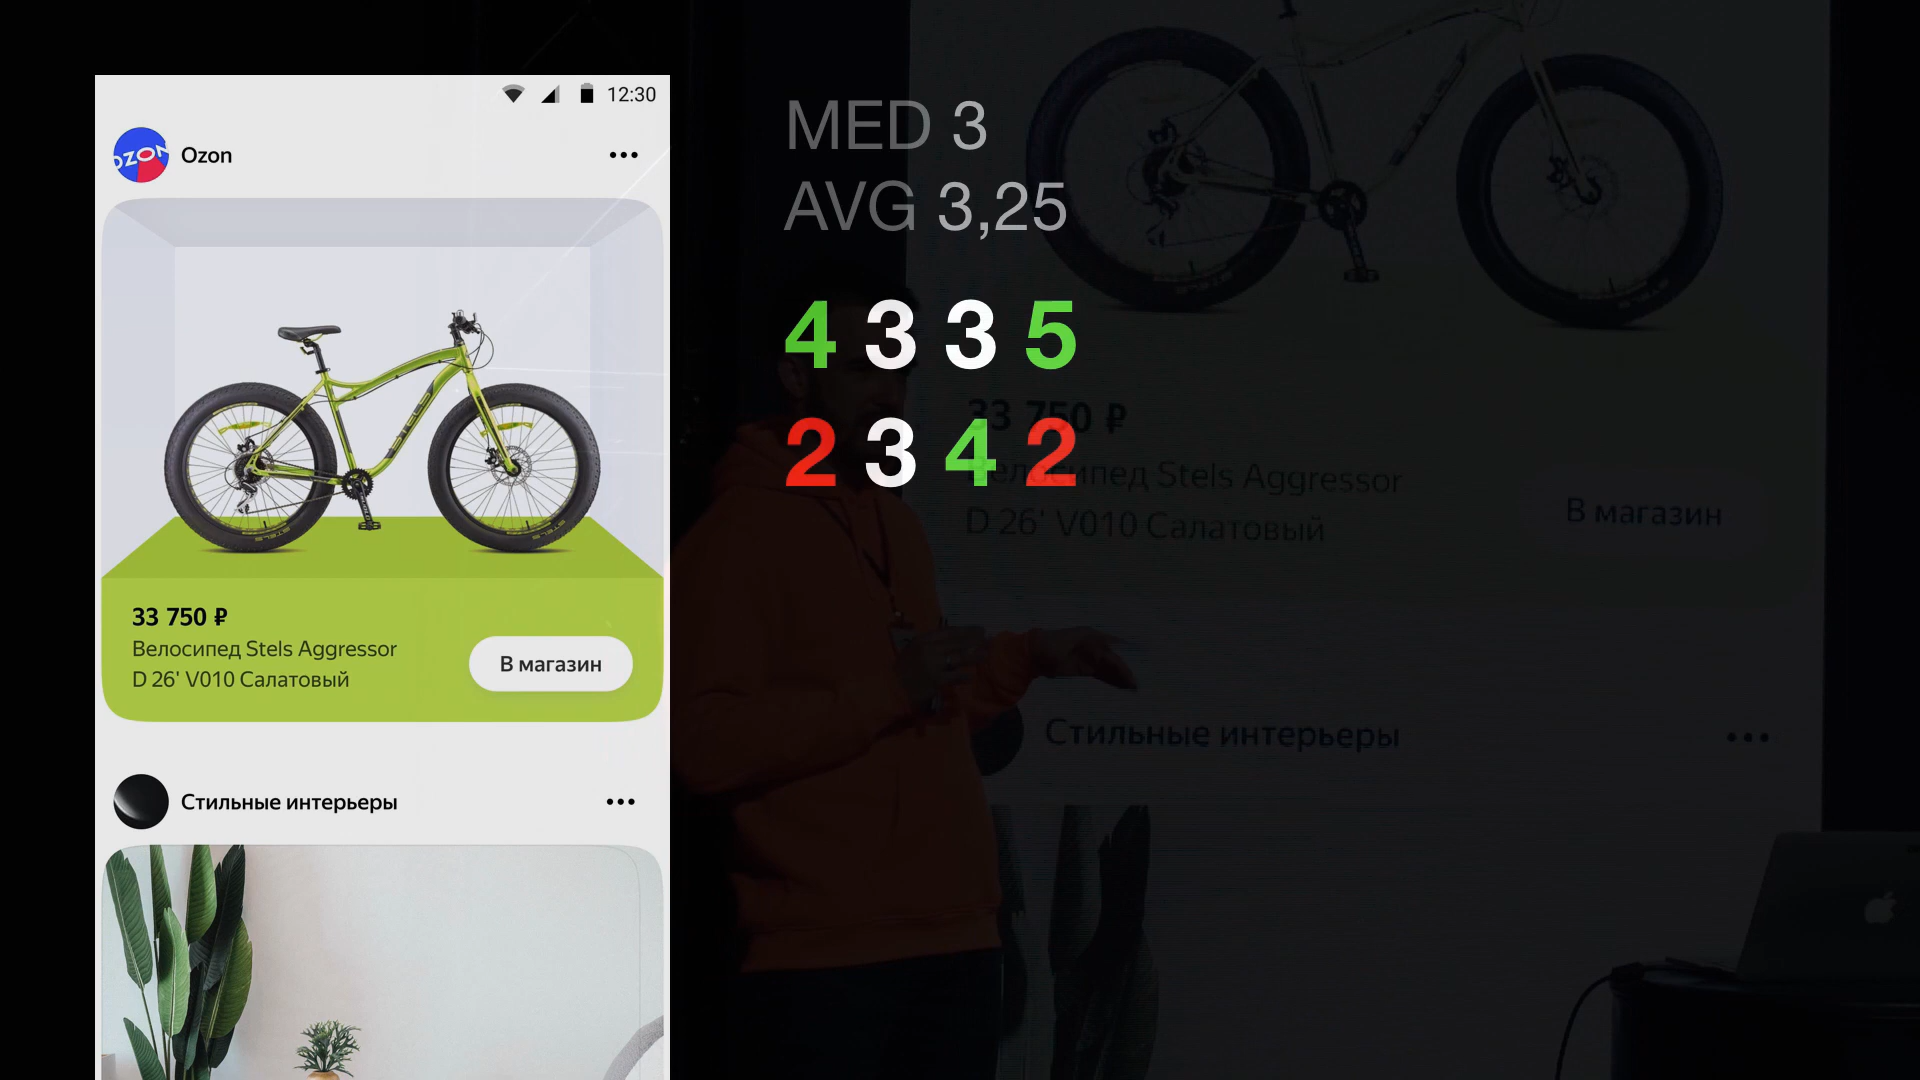 12:30
OZON
Ozon
33 750 ₽
Велосипед Stels Aggressor
D 26' V010 Салатовый
В магазин
Стильные интерьеры
MED 3
AVG 3,25
4 3 3 5
2 3 4 2
33 750 ₽
Велосипед Stels Aggressor
D 26' V010 Салатовый
В магазин
Стильные интерьеры